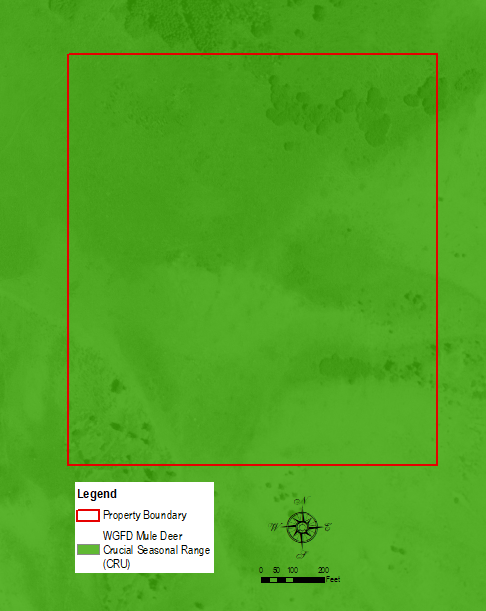 Legend
Property Boundary
WGFD Mule Deer
Crucial Seasonal Range
(CRU)
N
W E
S
0 50 100 200
Feet